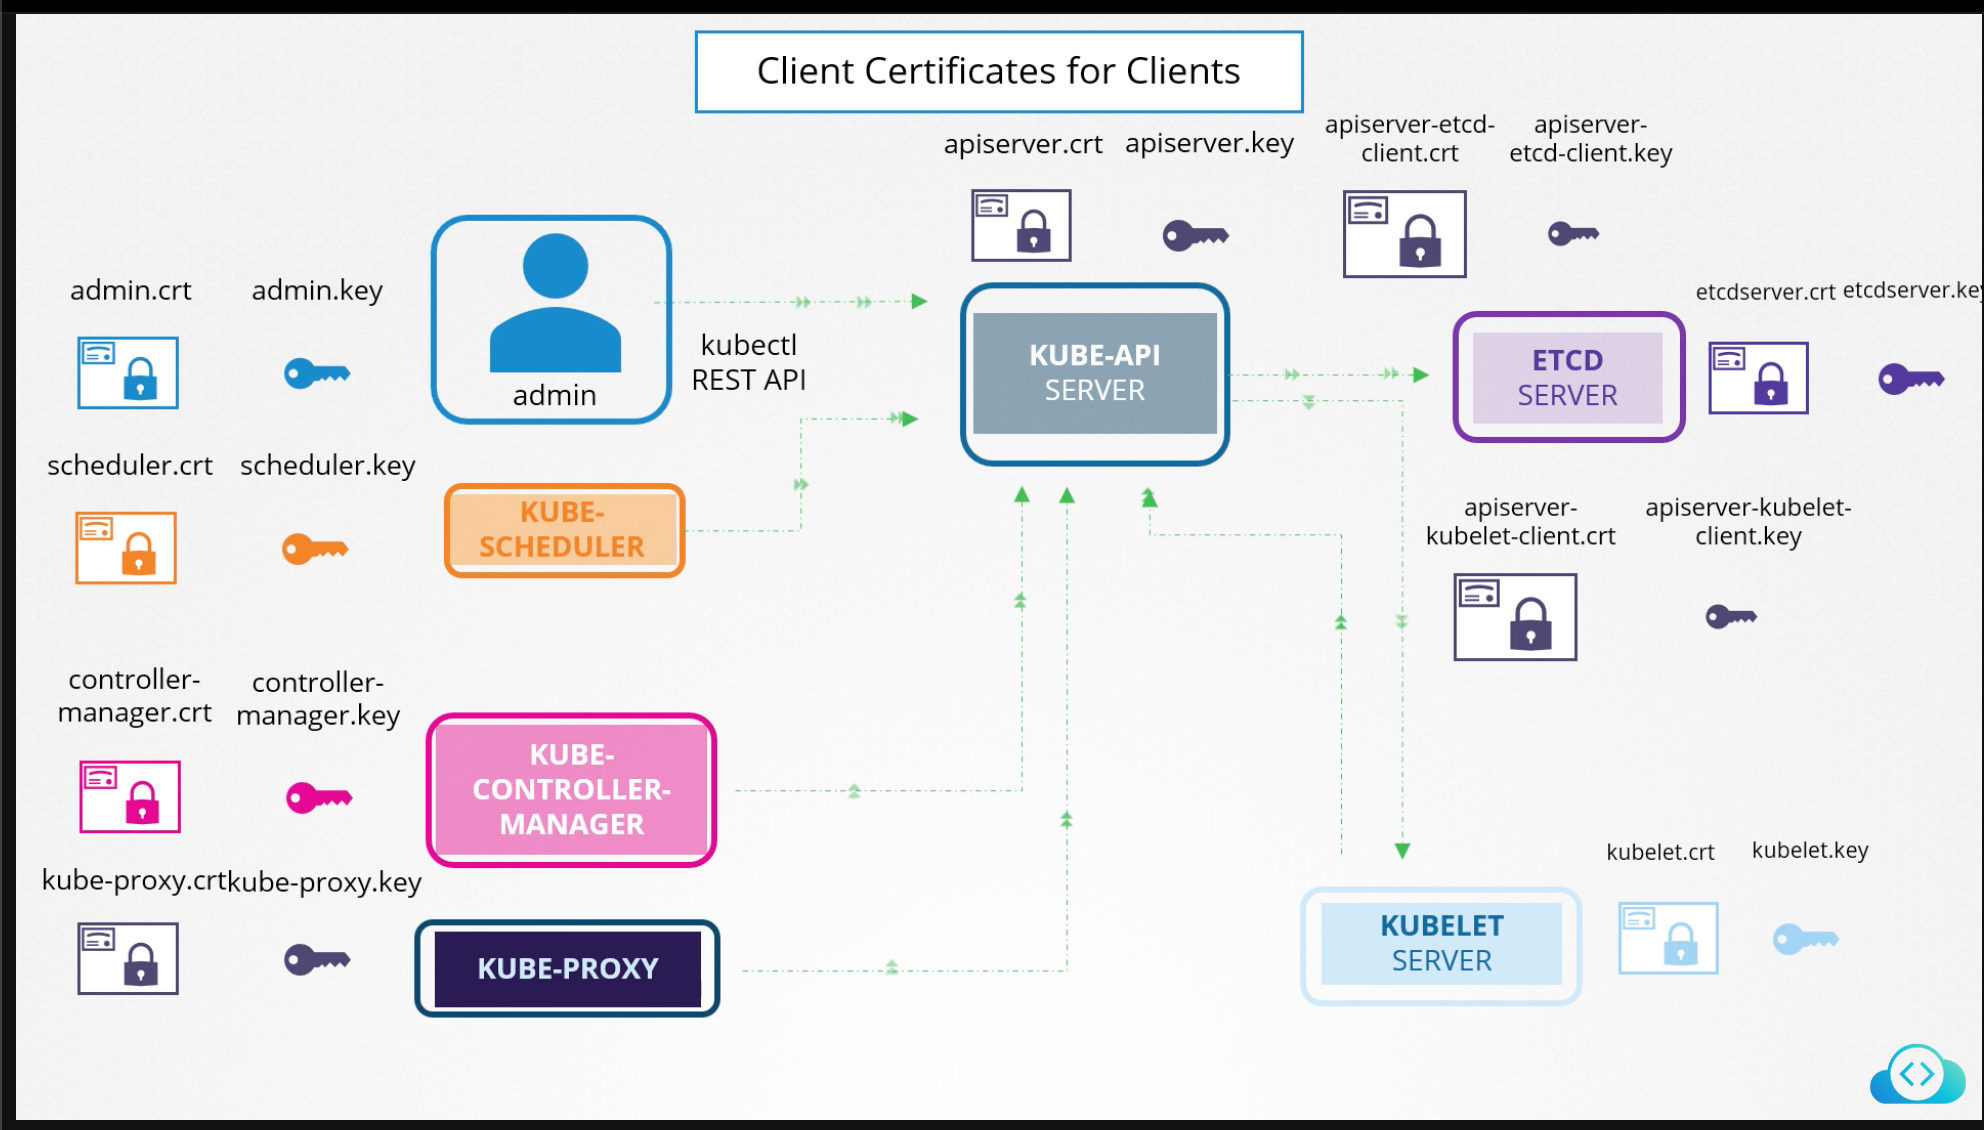 Client Certificates for Clients
apiserver.crt
apiserver.key
apiserver-etcd-
client.crt
apiserver-
etcd-client.key
admin.crt
admin.key
admin
kubectl
REST API
KUBE-API
SERVER
ETCD
SERVER
etcdserver.crt
etcdserver.key
scheduler.crt
scheduler.key
KUBE-
SCHEDULER
apiserver-
kubelet-client.crt
apiserver-kubelet-
client.key
controller-
manager.crt
controller-
manager.key
KUBE-
CONTROLLER-
MANAGER
kube-proxy.crt
kube-proxy.key
KUBE-PROXY
KUBELET
SERVER
kubelet.crt
kubelet.key